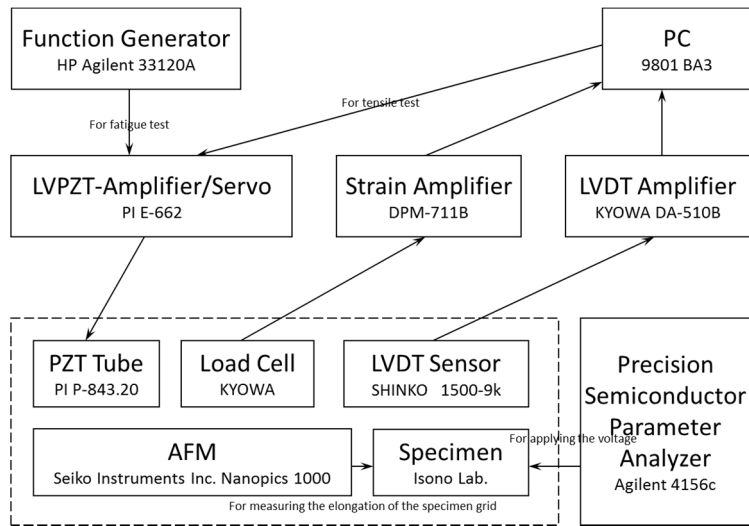 Function Generator
HP Agilent 33120A
PC
9801 BA3
For tensile test
For fatigue test
LVPZT-Amplifier/Servo
PI E-662
Strain Amplifier
DPM-711B
LVDT Amplifier
KYOWA DA-510B
PZT Tube
PI P-843.20
Load Cell
KYOWA
LVDT Sensor
SHINKO 1500-9k
Precision
Semiconductor
Parameter
Analyzer
Agilent 4156c
For applying the voltage
AFM
Seiko Instruments Inc. Nanopics 1000
Specimen
Isono Lab.
For measuring the elongation of the specimen grid